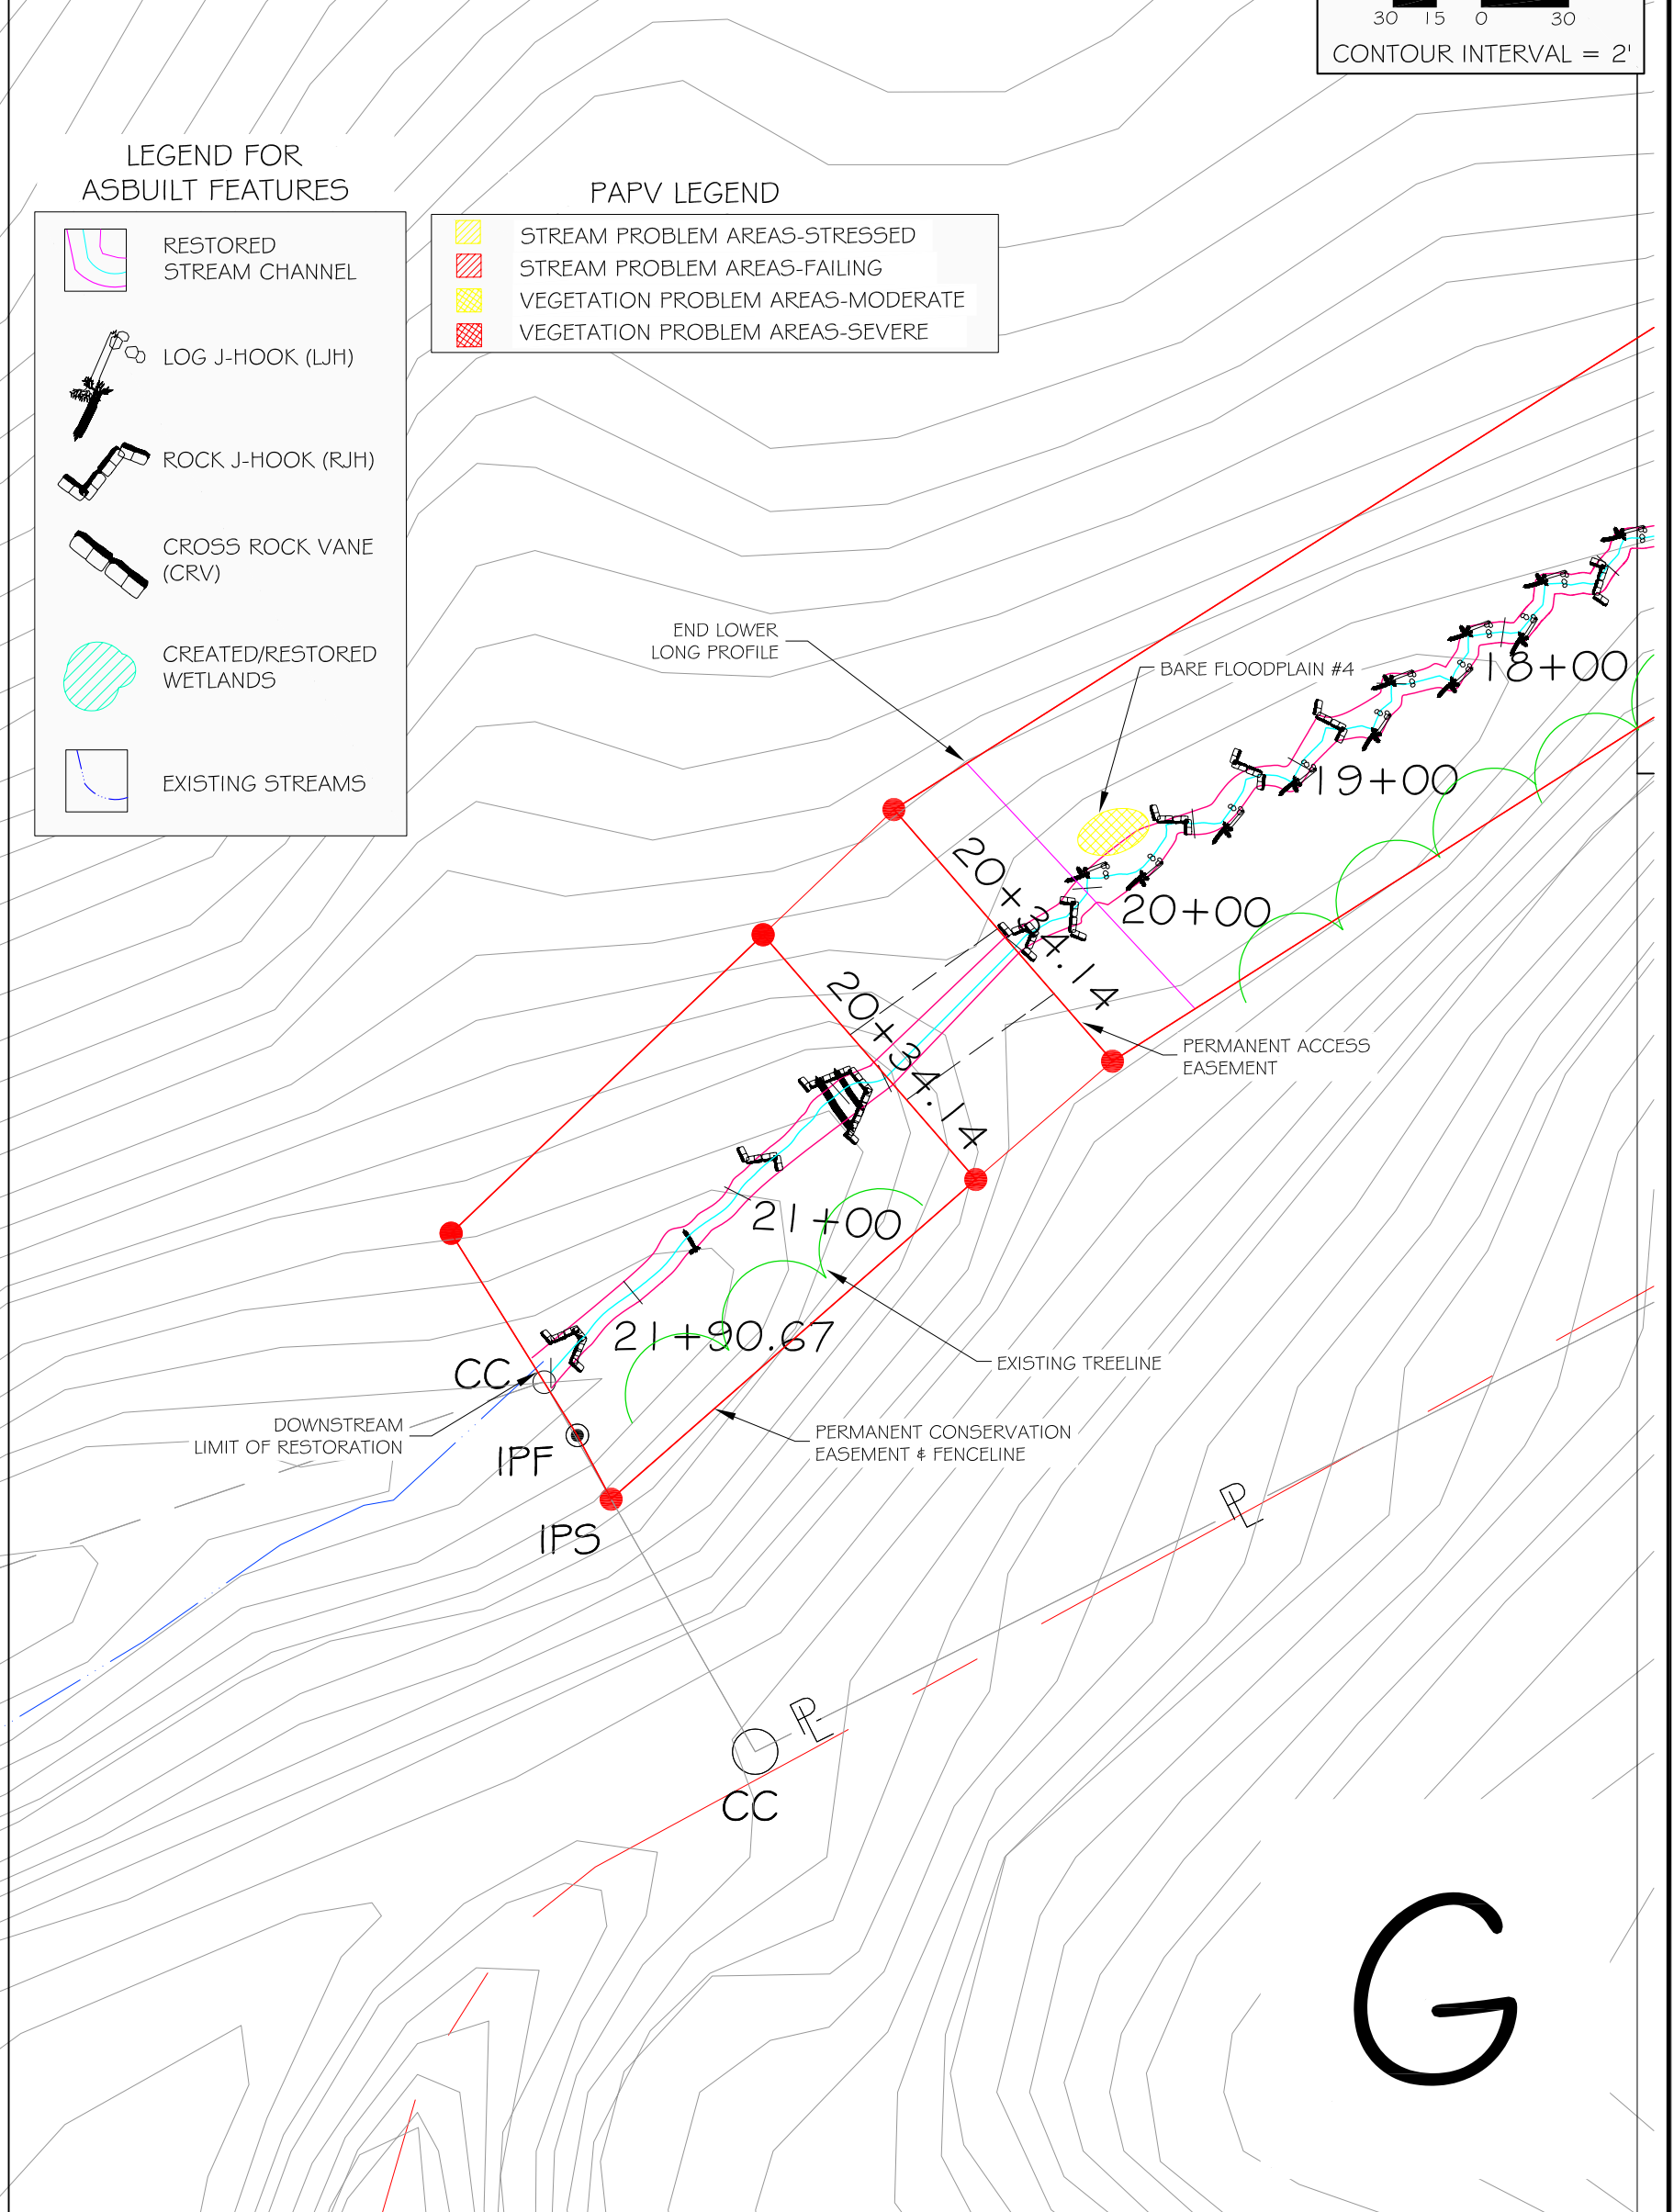 30 15 0 30
CONTOUR INTERVAL = 2'
LEGEND FOR
ASBUILT FEATURES
RESTORED
STREAM CHANNEL
LOG J-HOOK (LJH)
ROCK J-HOOK (RJH)
CROSS ROCK VANE
(CRV)
CREATED/RESTORED
WETLANDS
EXISTING STREAMS
PAPV LEGEND
STREAM PROBLEM AREAS-STRESSED
STREAM PROBLEM AREAS-FAILING
VEGETATION PROBLEM AREAS-MODERATE
VEGETATION PROBLEM AREAS-SEVERE
END LOWER
LONG PROFILE
BARE FLOODPLAIN #4
18+00
19+00
20+00
20+34.14
20+34.14
PERMANENT ACCESS
EASEMENT
21+00
21+90.67
EXISTING TREELINE
CC
DOWNSTREAM
LIMIT OF RESTORATION
PERMANENT CONSERVATION
EASEMENT & FENCELINE
IPF
IPS
PL
PL
CC
G